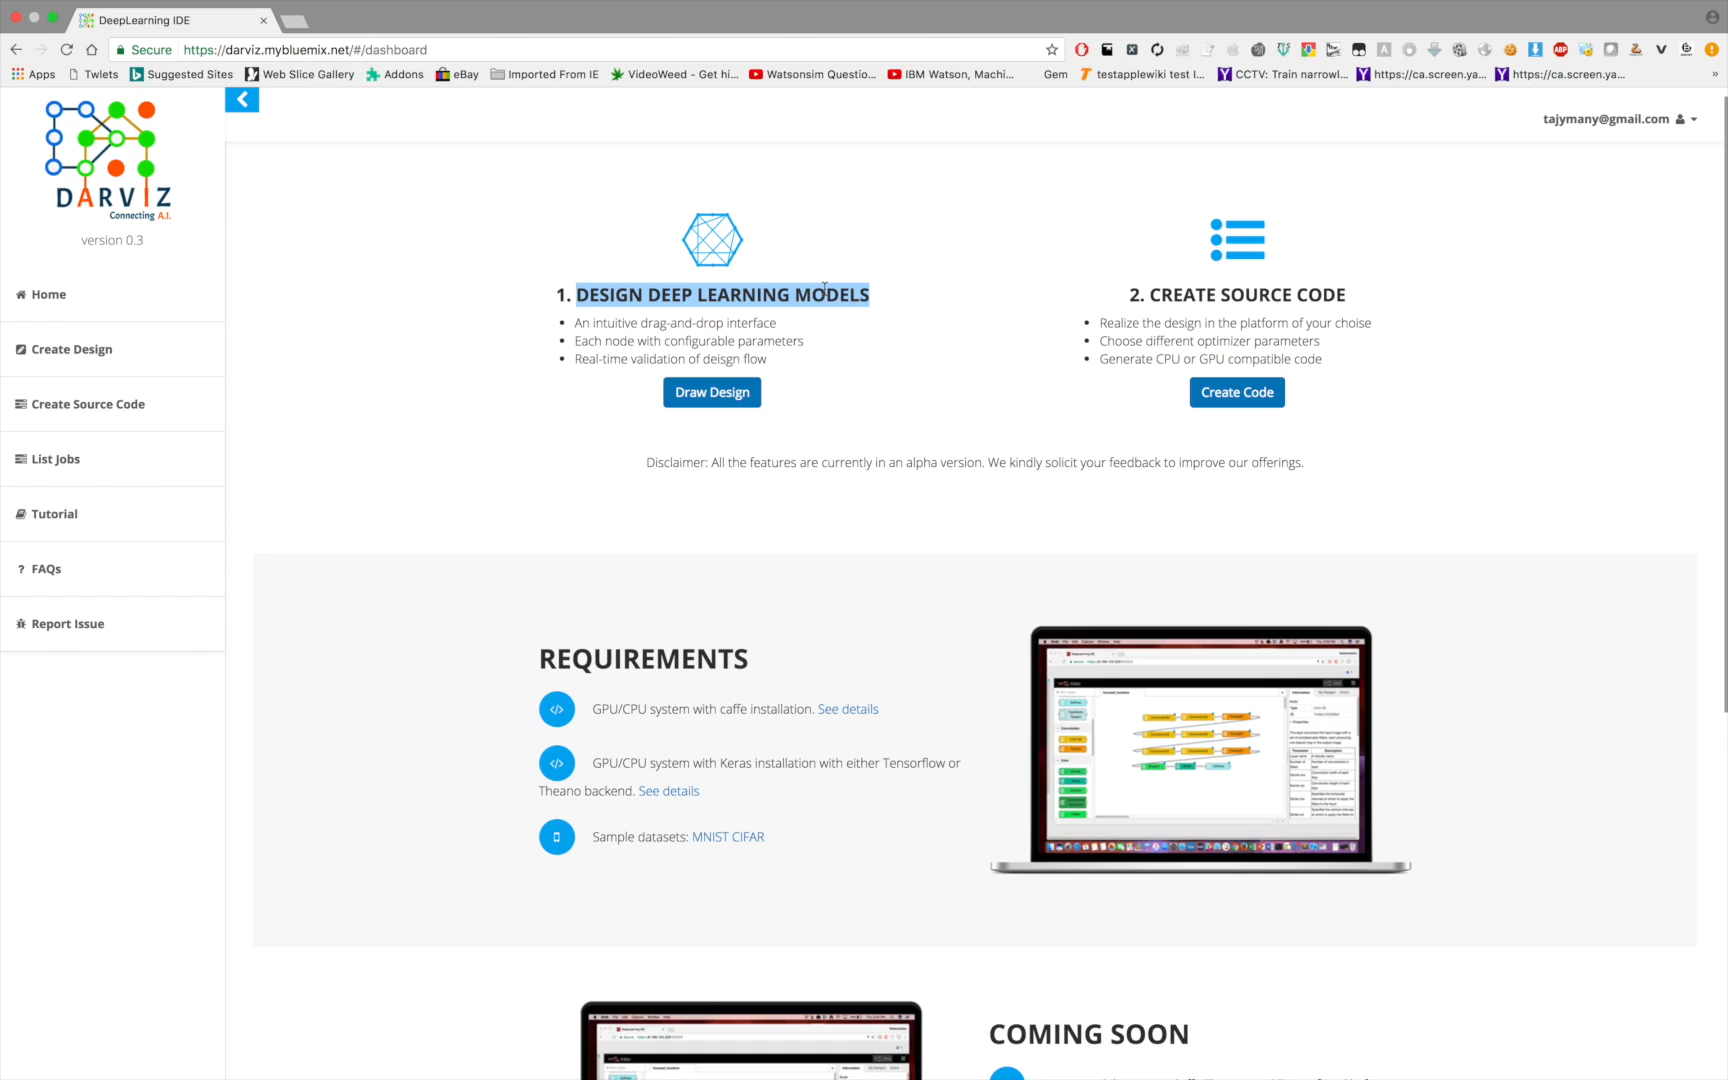 DeepLearning IDE
Secure
https://darviz.mybluemix.net/#/dashboard
Apps
Twlets
Suggested Sites
Web Slice Gallery
Addons
eBay
Imported From IE
VideoWeed - Get hi...
Watsonsim Questio...
IBM Watson, Machi...
Gem
testapplewiki test l...
CCTV: Train narrowl...
https://ca.screen.ya...
https://ca.screen.ya...
»
tajymany@gmail.com
DARVIZ
Connecting A.I.
version 0.3
Home
Create Design
Create Source Code
List Jobs
Tutorial
? FAQs
Report Issue
1. DESIGN DEEP LEARNING MODELS
• An intuitive drag-and-drop interface
• Each node with configurable parameters
• Real-time validation of deisgn flow
Draw Design
2. CREATE SOURCE CODE
• Realize the design in the platform of your choise
• Choose different optimizer parameters
• Generate CPU or GPU compatible code
Create Code
Disclaimer: All the features are currently in an alpha version. We kindly solicit your feedback to improve our offerings.
REQUIREMENTS
GPU/CPU system with caffe installation. See details
GPU/CPU system with Keras installation with either Tensorflow or
Theano backend. See details
Sample datasets: MNIST CIFAR
COMING SOON